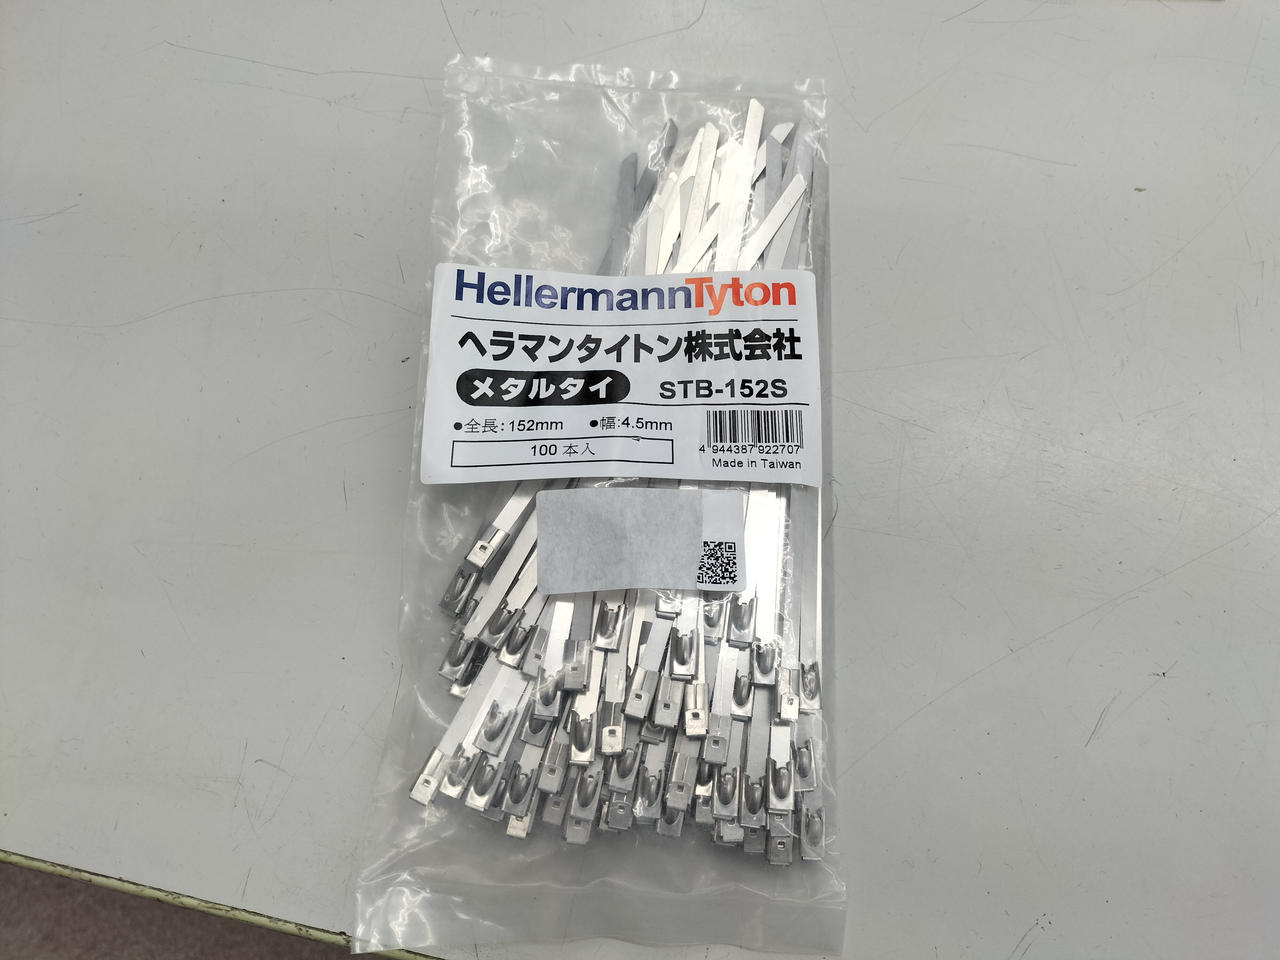 HellermannTyton
ヘラマンタイトン株式会社
メタルタイ STB-152S
●全長:152mm ●幅:4.5mm
100 本入
4 944387 922707
Made in Taiwan